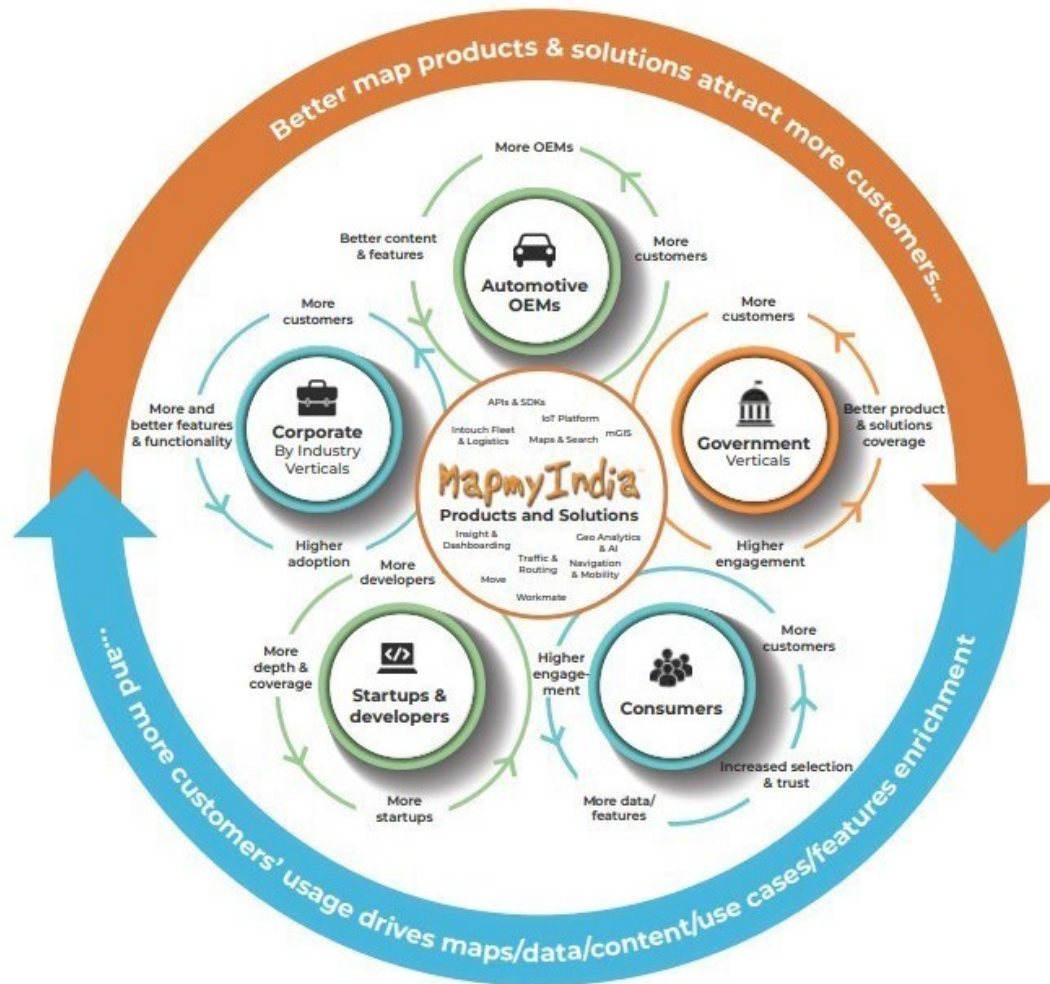 Better map products & solutions attract more customers...
More OEMs
Better content
& features
More
customers
Automotive
OEMs
More
customers
More and
better features
& functionality
Higher
adoption
Corporate
By Industry
Verticals
More
customers
Better product
& solutions
coverage
Higher
engagement
Government
Verticals
APIs & SDKs
IoT Platform
Intouch Fleet
& Logistics
Maps & Search
mGIS
MapmyIndia
Products and Solutions
Insight &
Dashboarding
Geo Analytics
& AI
Traffic &
Routing
Navigation
& Mobility
Move
Workmate
More
developers
More
depth &
coverage
More
startups
Startups &
developers
Higher
engage-
ment
More
customers
Consumers
Increased selection
& trust
More data/
features
...and more customers' usage drives maps/data/content/use cases/features enrichment